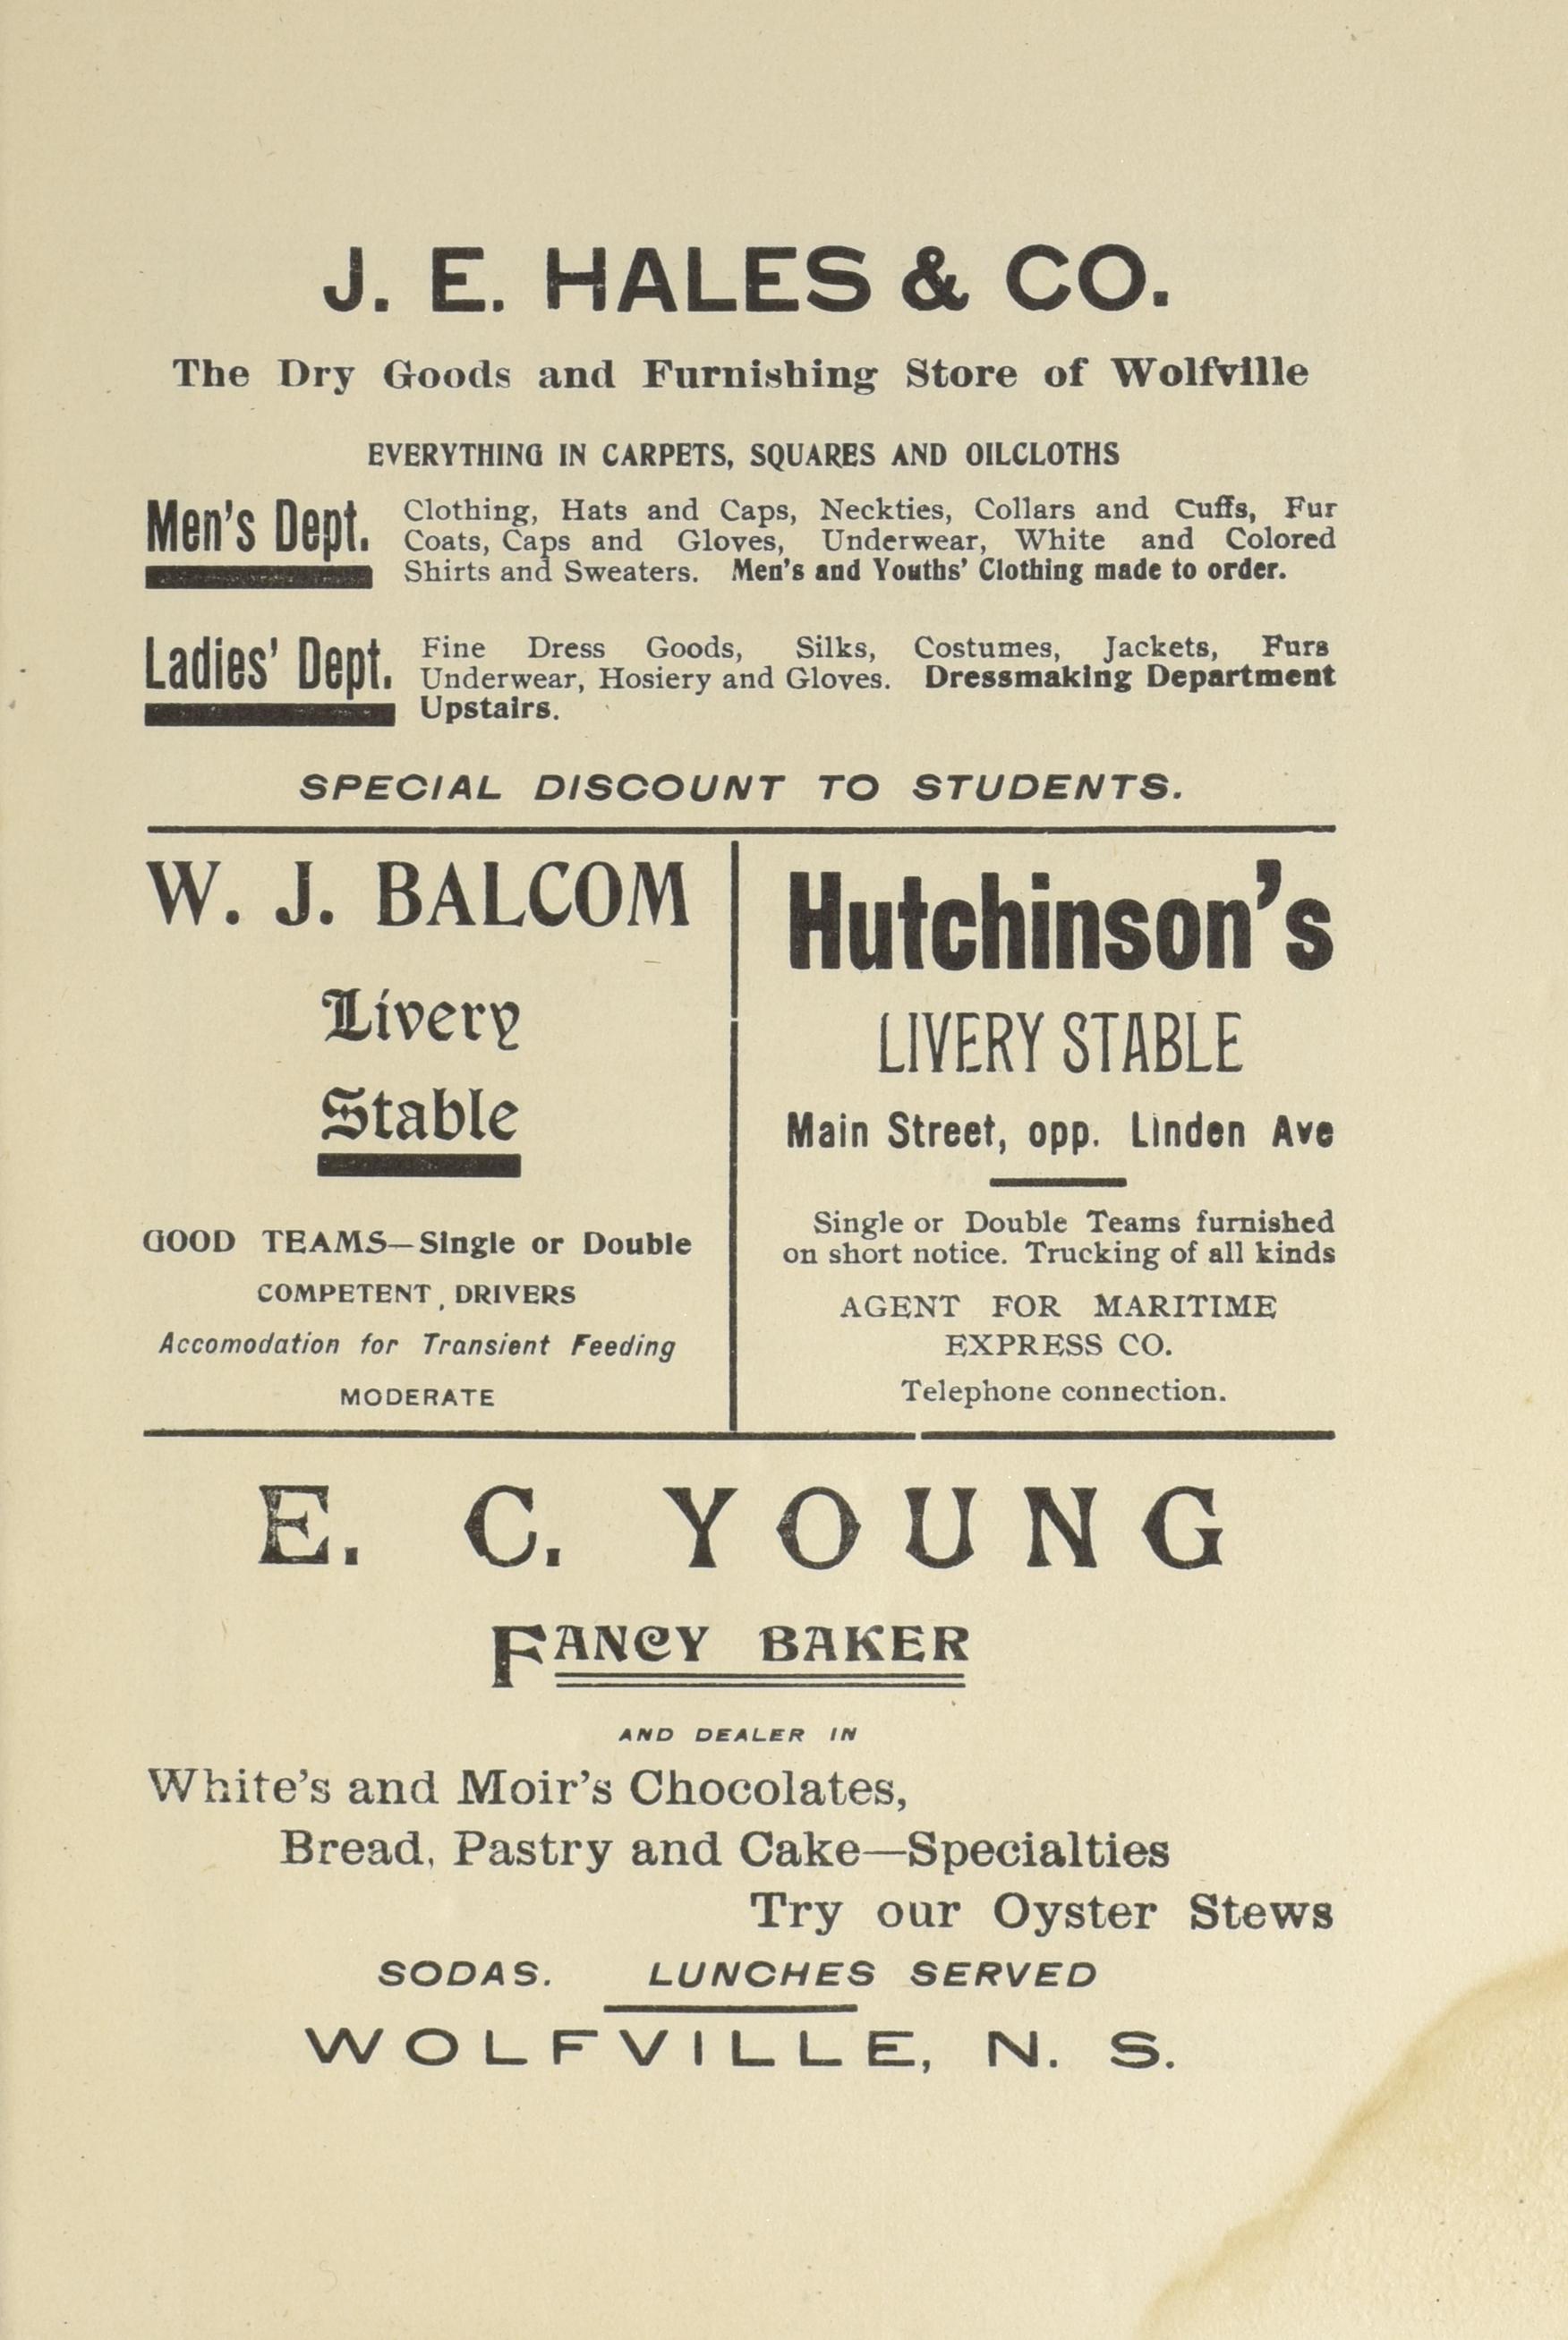 J. E. HALES & CO.
The Dry Goods and Furnishing Store of Wolfville
EVERYTHING IN CARPETS, SQUARES AND OILCLOTHS
Men's Dept.
Clothing, Hats and Caps, Neckties, Collars and Cuffs, Fur
Coats, Caps and Gloves, Underwear, White and Colored
Shirts and Sweaters. Men's and Youths' Clothing made to order.
Ladies' Dept.
Fine Dress Goods, Silks, Costumes, Jackets, Furs
Underwear, Hosiery and Gloves. Dressmaking Department
Upstairs.
SPECIAL DISCOUNT TO STUDENTS.
W. J. BALCOM
Livery
Stable
GOOD TEAMS—Single or Double
COMPETENT , DRIVERS
Accomodation for Transient Feeding
MODERATE
Hutchinson's
LIVERY STABLE
Main Street, opp. Linden Ave
Single or Double Teams furnished
on short notice. Trucking of all kinds
AGENT FOR MARITIME
EXPRESS CO.
Telephone connection.
E. C. YOUNG
FANCY BAKER
AND DEALER IN
White's and Moir's Chocolates,
Bread, Pastry and Cake—Specialties
Try our Oyster Stews
SODAS. LUNCHES SERVED
WOLFVILLE, N. S.